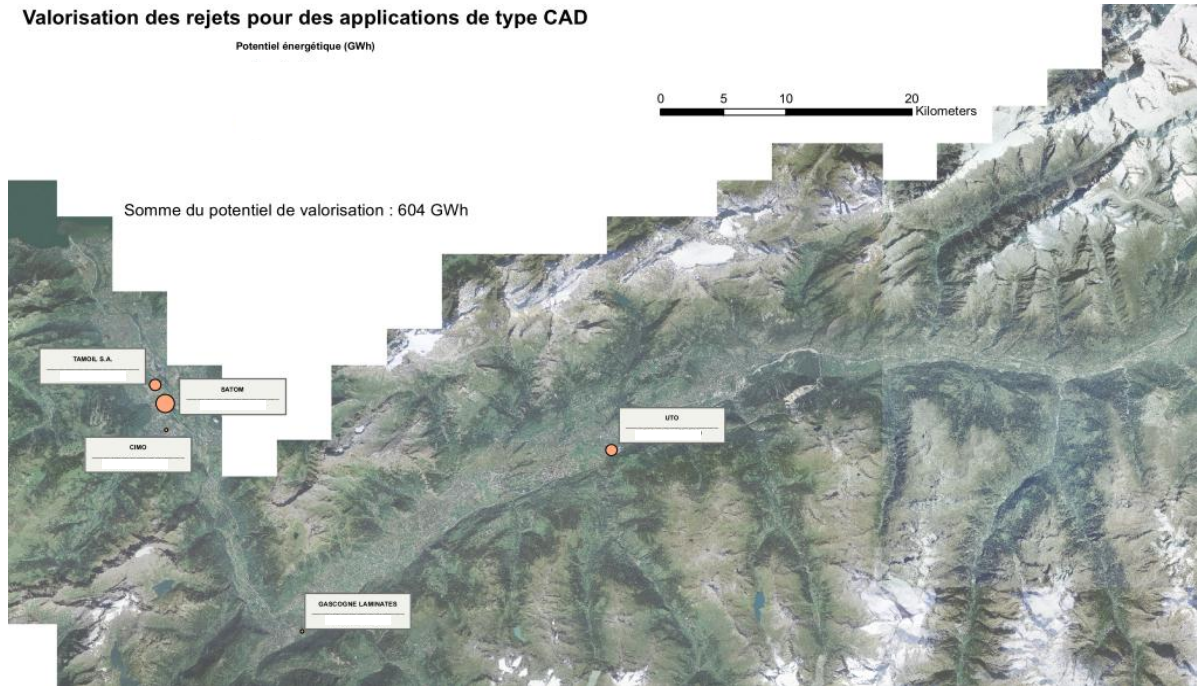 Valorisation des rejets pour des applications de type CAD
Potentiel énergétique (GWh)
0 5 10 20
Kilometers
Somme du potentiel de valorisation : 604 GWh
TAMOIL S.A.
SATOM
CIMO
UTO
GASCOGNE LAMINATES